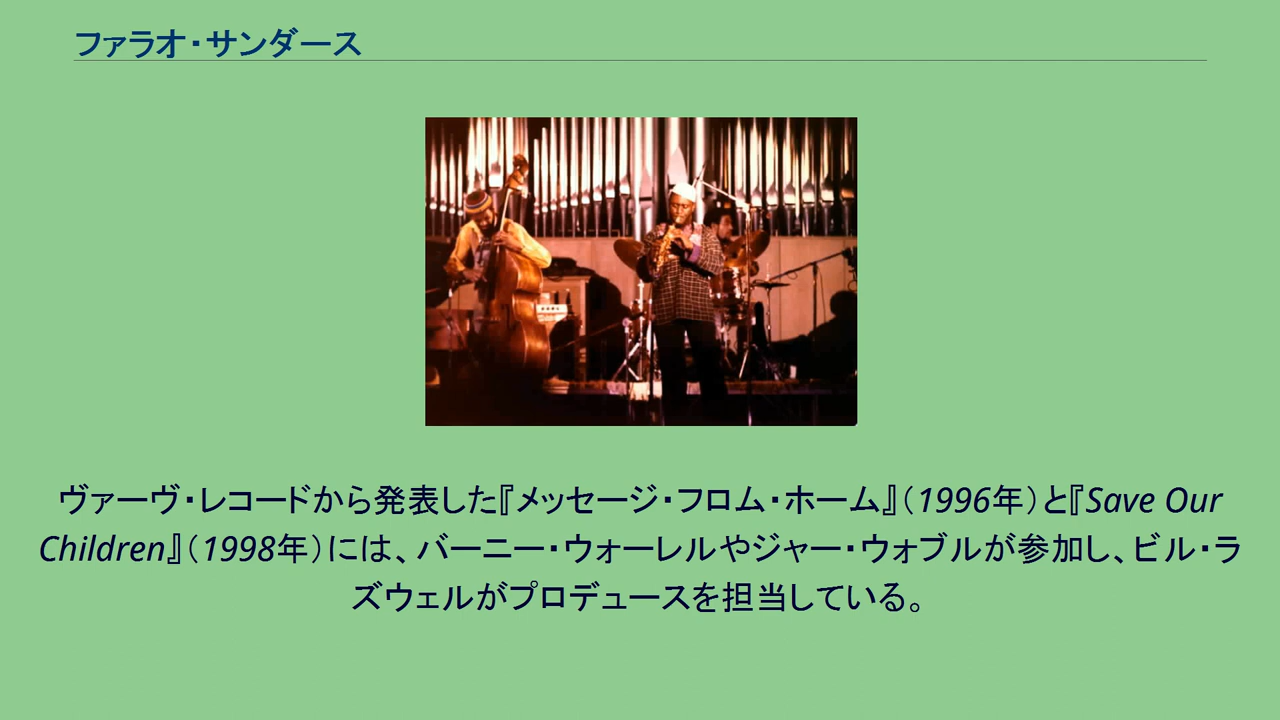 ファラオ・サンダース
ヴァーヴ・レコードから発表した『メッセージ・フロム・ホーム』（1996年）と『Save Our
Children』（1998年）には、バーニー・ウォーレルやジャー・ウォブルが参加し、ビル・ラ
ズウェルがプロデュースを担当している。